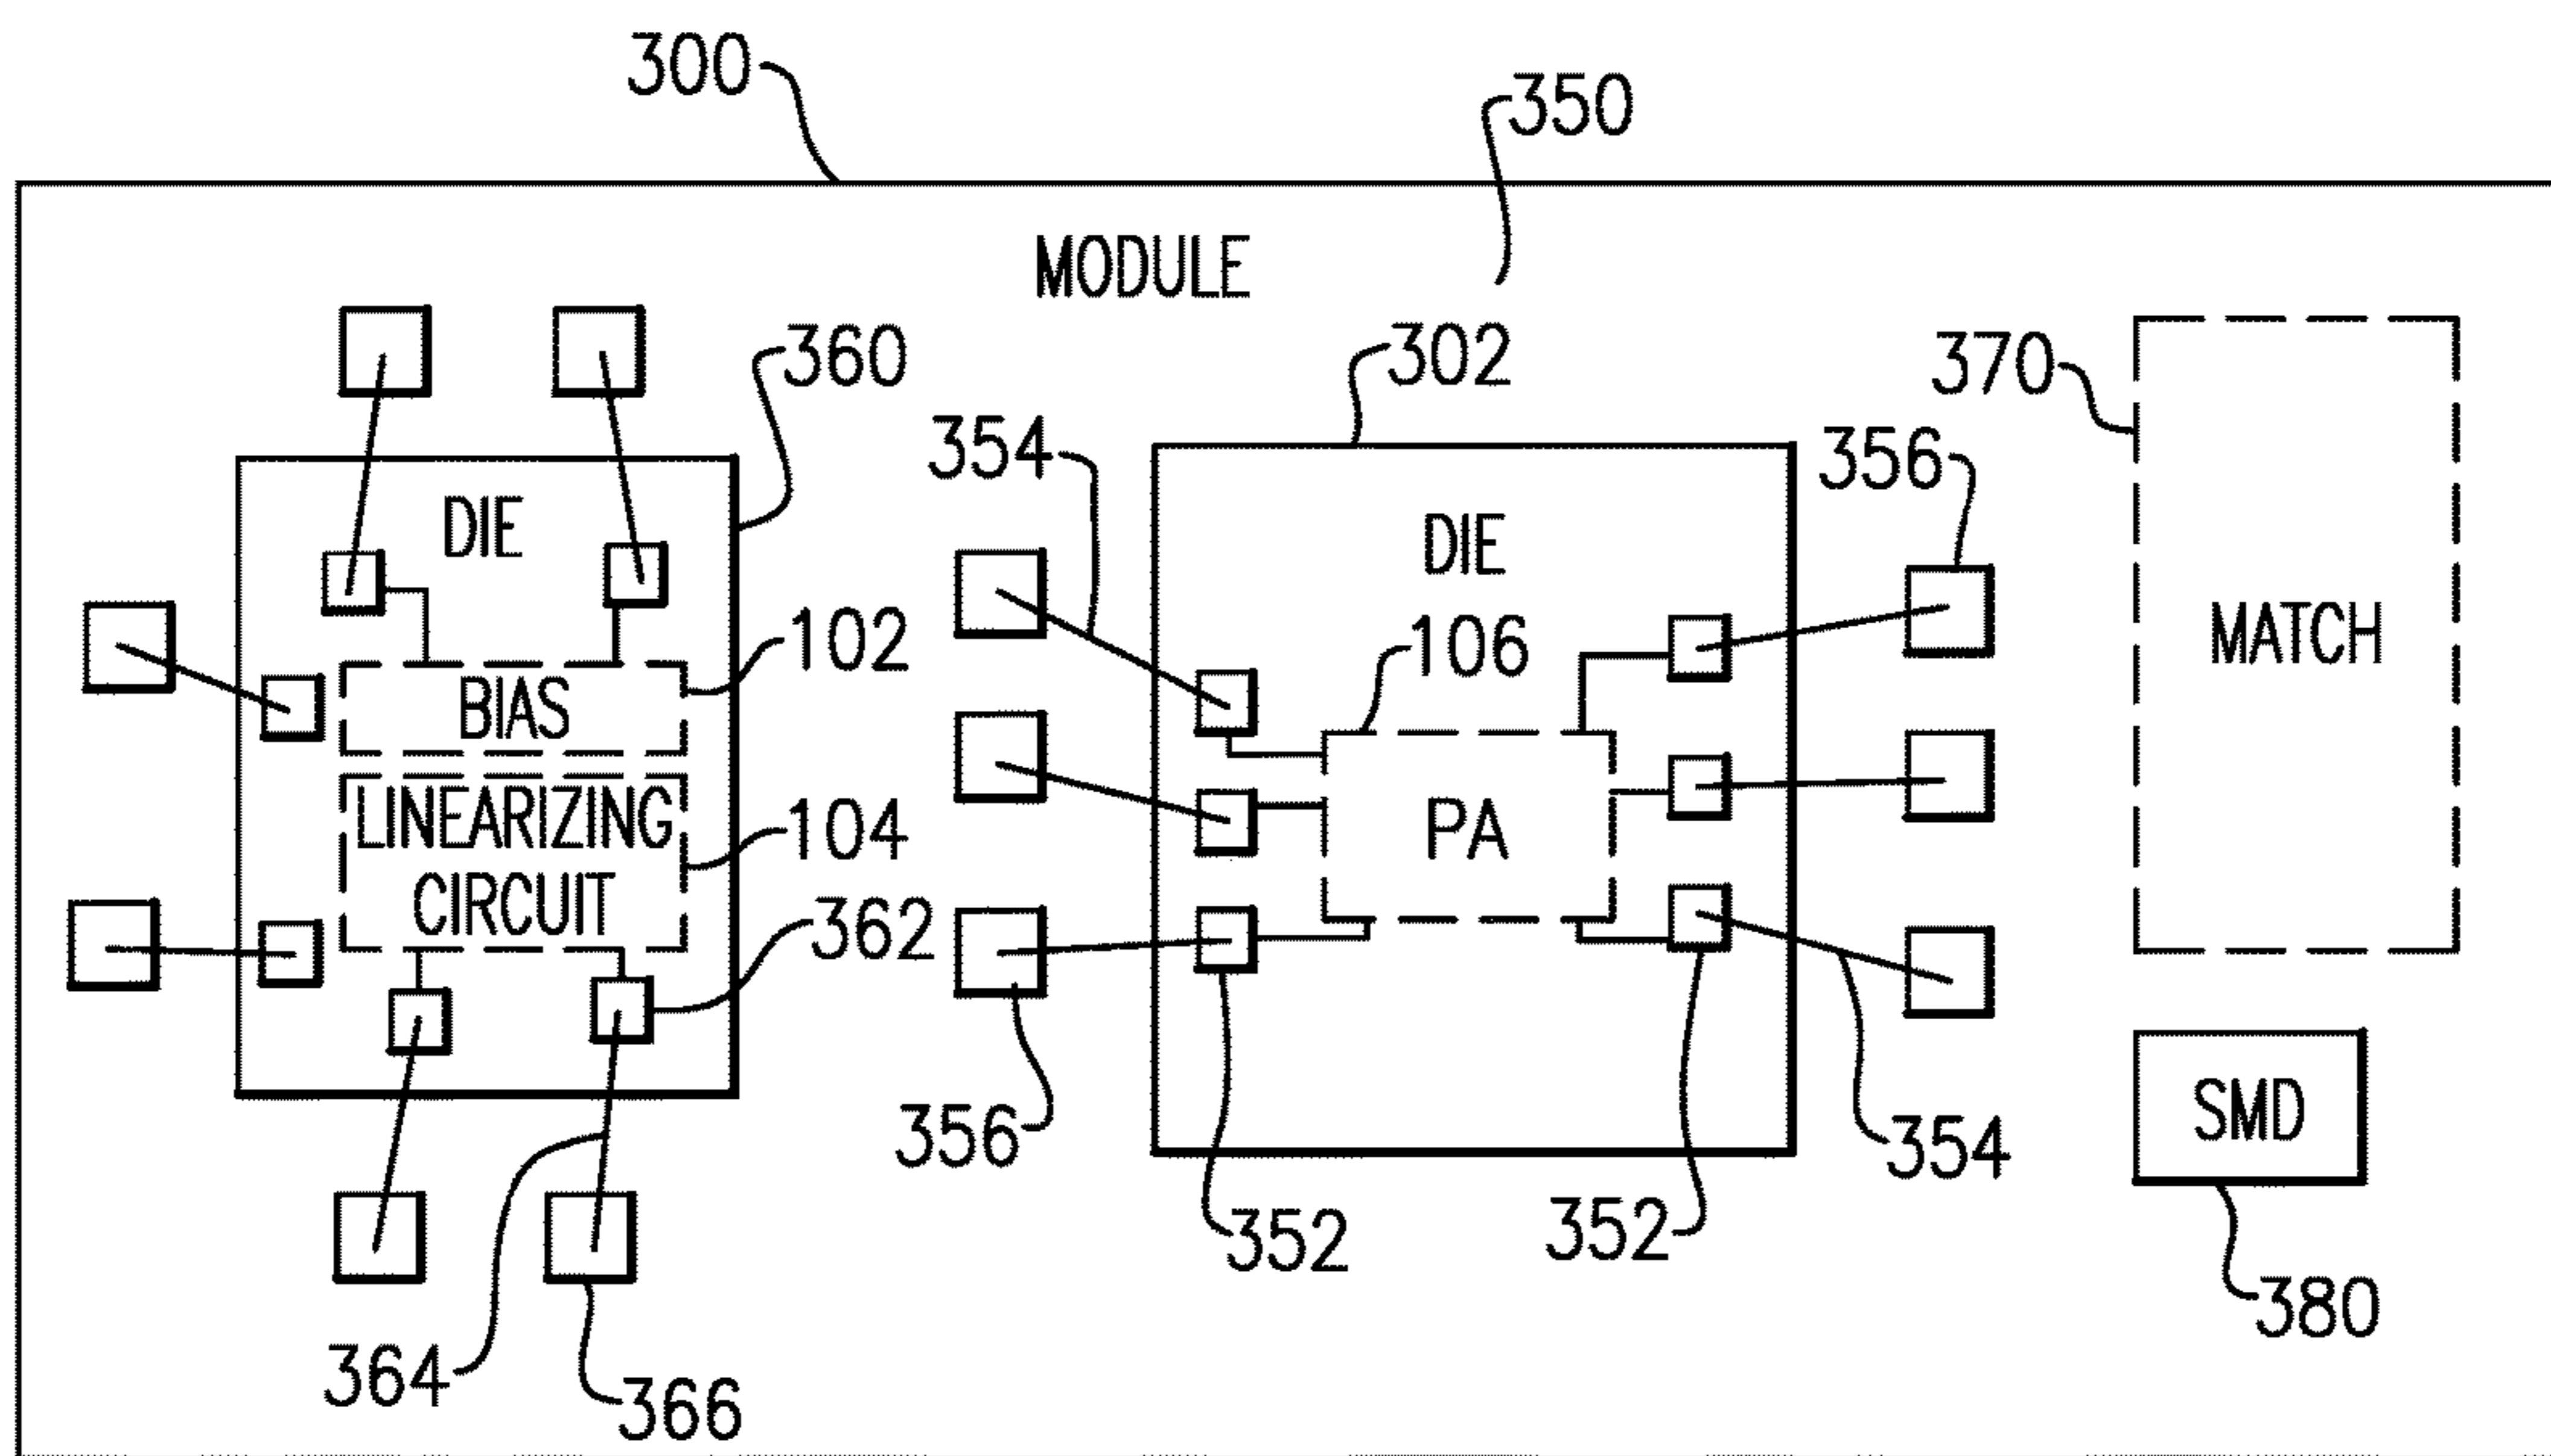 300
350
MODULE
360
302
370
354
356
DIE
DIE
102
106
BIAS
MATCH
LINEARIZING
CIRCUIT
104
PA
362
356
352
352
354
SMD
364
366
380